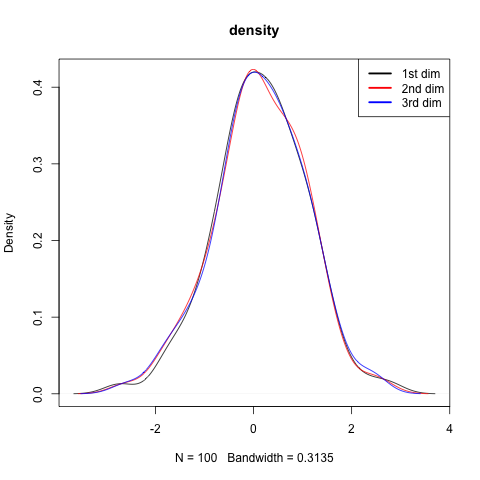 density
1st dim
2nd dim
3rd dim
Density
0.0
0.1
0.2
0.3
0.4
-2
0
2
4
N = 100   Bandwidth = 0.3135